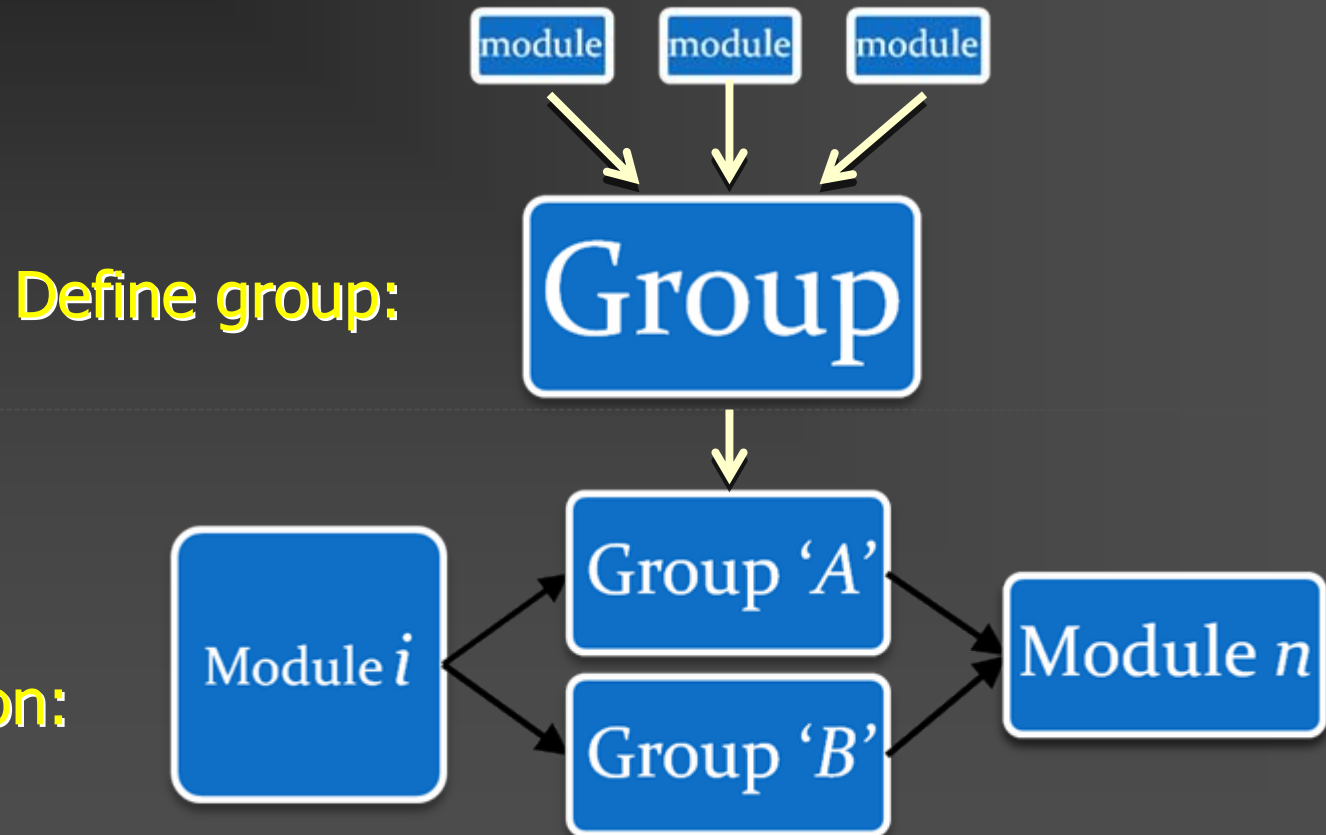 module module module
Define group:
Group
Group ‘A’
Module i
Module n
on:
Group ‘B’